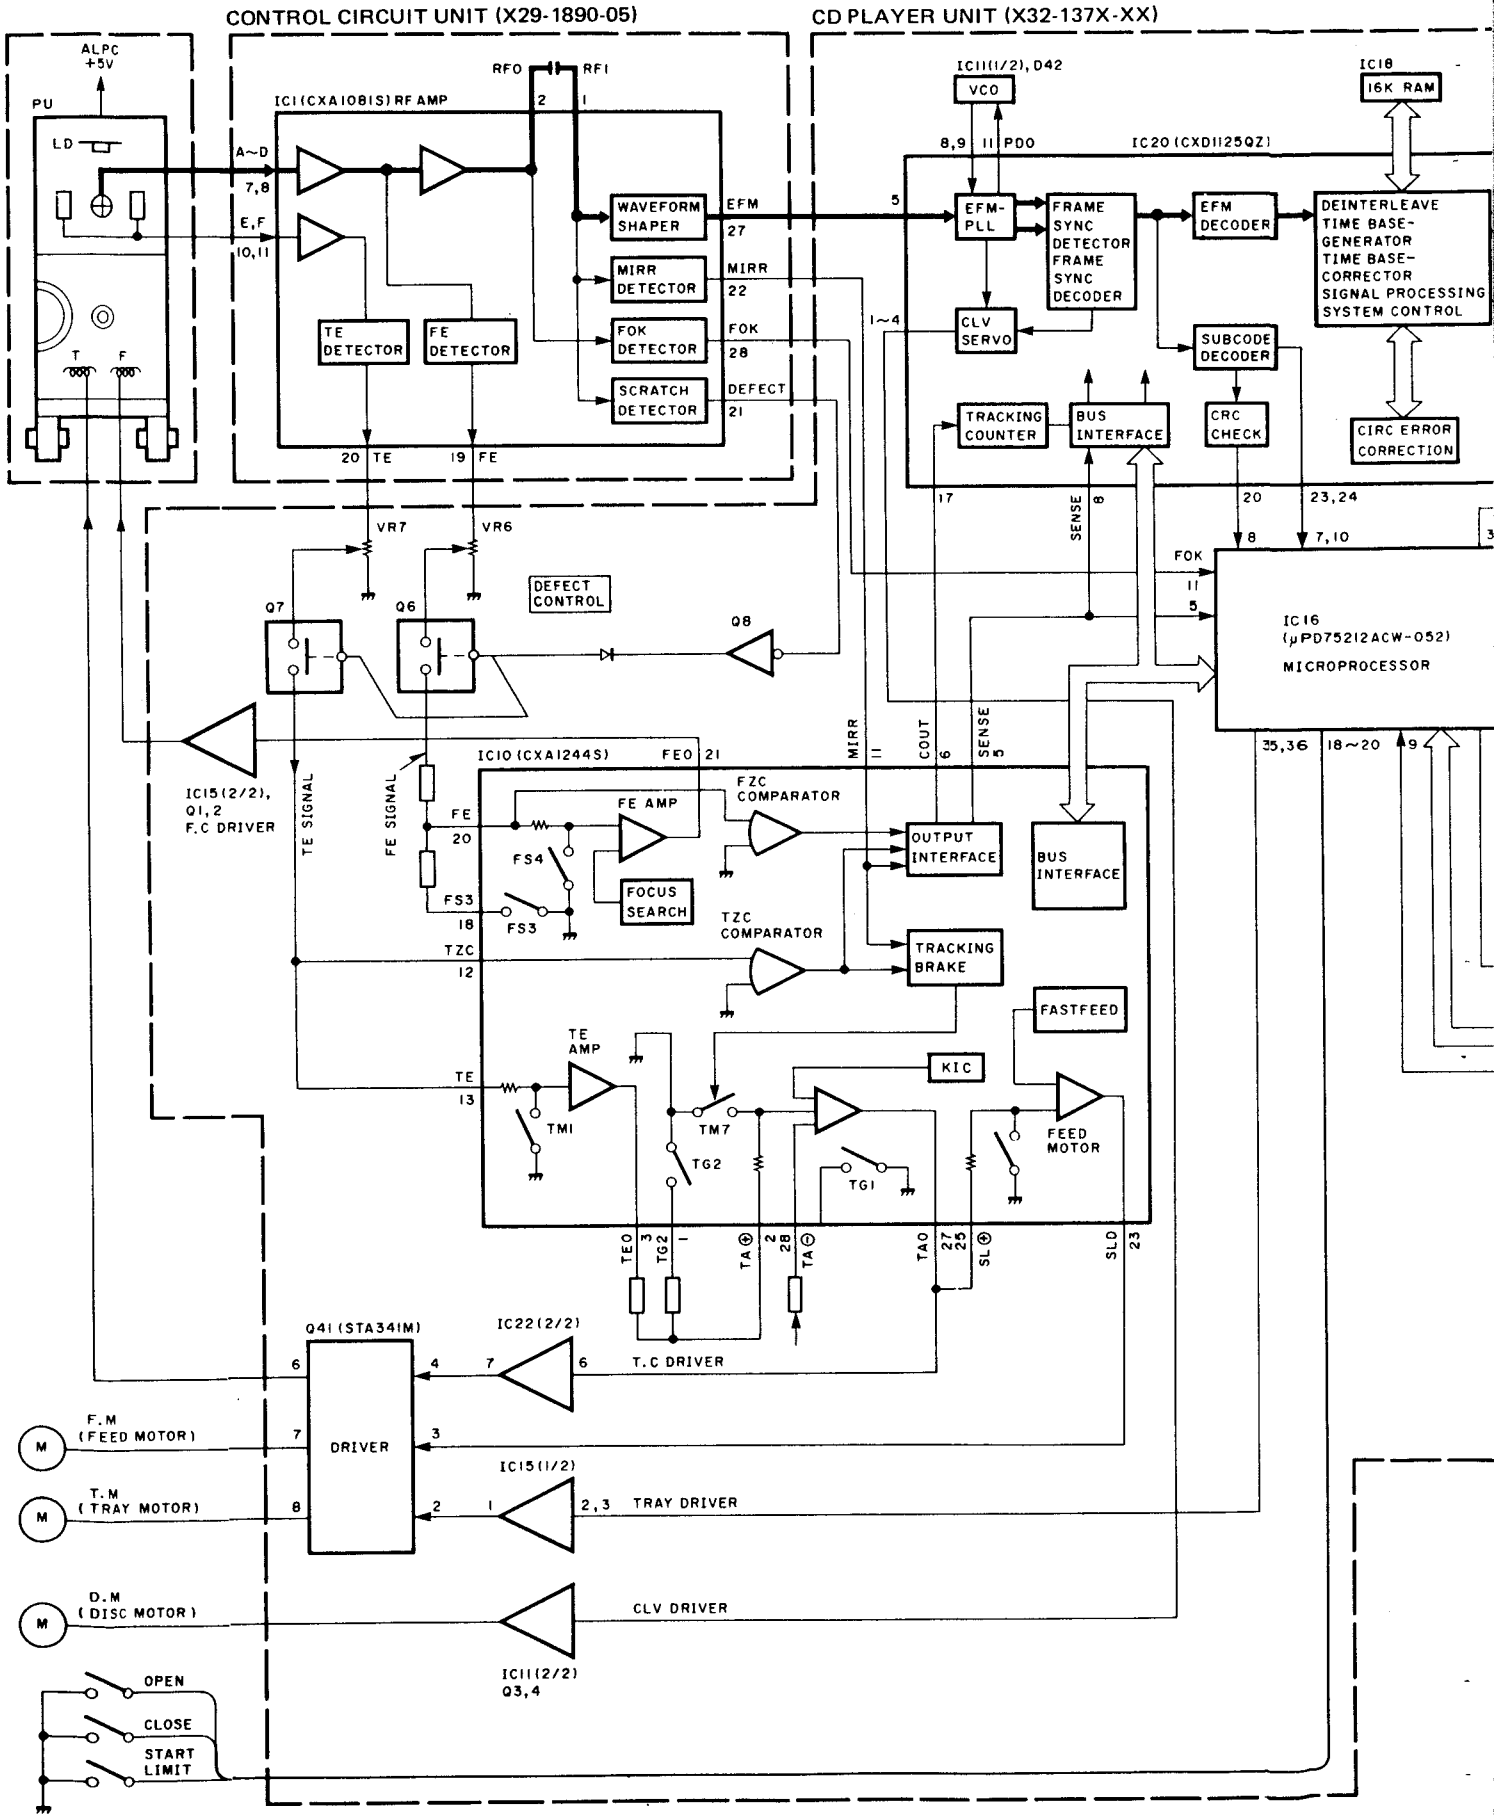 CONTROL CIRCUIT UNIT (X29-1890-05)
CD PLAYER UNIT (X32-137X-XX)
ALPC
+5V
PU
LD
T
F
IC1(CXA1081S) RF AMP
RFO
RFI
2
1
A~D
7,8
E,F
10,11
TE
DETECTOR
FE
DETECTOR
WAVEFORM
SHAPER
MIRR
DETECTOR
FOK
DETECTOR
SCRATCH
DETECTOR
EFM
27
MIRR
22
FOK
28
DEFECT
21
20 TE
19 FE
IC11(1/2), D42
VCO
8,9
11 PDO
IC20 (CXD1125QZ)
IC18
16K RAM
5
EFM-
PLL
FRAME
SYNC
DETECTOR
FRAME
SYNC
DECODER
EFM
DECODER
DEINTERLEAVE
TIME BASE-
GENERATOR
TIME BASE-
CORRECTOR
SIGNAL PROCESSING
SYSTEM CONTROL
1~4
CLV
SERVO
SUBCODE
DECODER
TRACKING
COUNTER
BUS
INTERFACE
CRC
CHECK
CIRC ERROR
CORRECTION
17
SENSE
8
20
23,24
VR7
VR6
8
7,10
3
FOK
11
5
IC16
(μPD75212ACW-052)
MICROPROCESSOR
DEFECT
CONTROL
Q7
Q6
Q8
35,36
18~20
9
IC15(2/2),
Q1,2
F.C DRIVER
TE SIGNAL
FE SIGNAL
IC10 (CXA1244S)
FEO
21
MIRR
11
COUT
6
SENSE
5
FE
20
FE AMP
FZC
COMPARATOR
OUTPUT
INTERFACE
BUS
INTERFACE
FS4
FOCUS
SEARCH
FS3
18
FS3
TZC
12
TZC
COMPARATOR
TRACKING
BRAKE
FASTFEED
TE
AMP
TE
13
TM1
TM7
TG2
KIC
TG1
FEED
MOTOR
TEO
3
TG2
1
TA⊕
2
28
TA⊖
TAO
27
25
SL⊕
SLO
23
Q41 (STA341M)
IC22(2/2)
6
4
7
6
T.C DRIVER
F.M
(FEED MOTOR)
M
7
DRIVER
3
IC15(1/2)
T.M
(TRAY MOTOR)
M
8
2
1
2,3
TRAY DRIVER
D.M
(DISC MOTOR)
M
CLV DRIVER
IC11(2/2)
Q3,4
OPEN
CLOSE
START
LIMIT